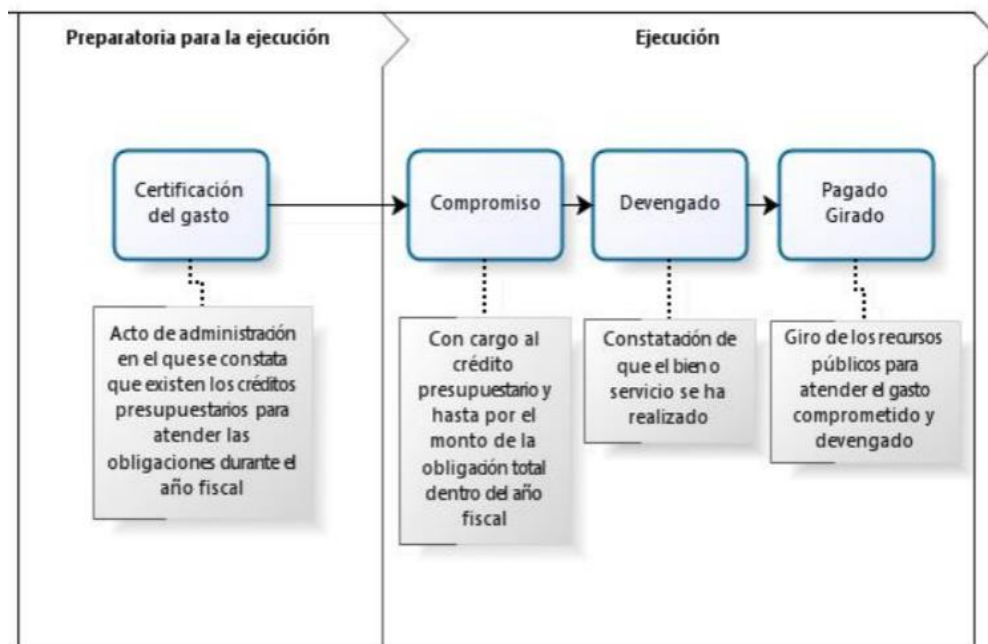 Preparatoria para la ejecución
Ejecución
Certificación
del gasto
Compromiso
Devengado
Pagado
Girado
Acto de administración
en el que se constata
que existen los créditos
presupuestarios para
atender las
obligaciones durante el
año fiscal
Con cargo al
crédito
presupuestario y
hasta por el
monto de la
obligación total
dentro del año
fiscal
Constatación de
que el bien o
servicio se ha
realizado
Giro de los recursos
públicos para
atender el gasto
comprometido y
devengado